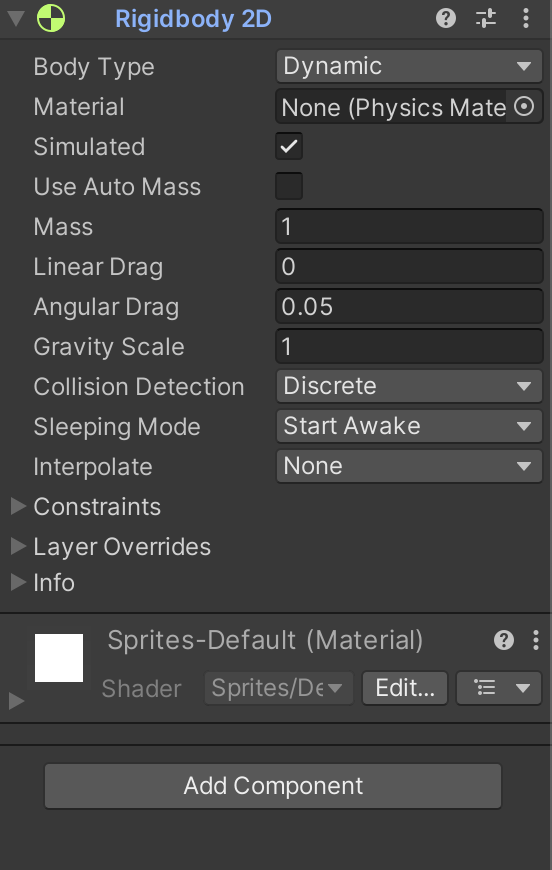 Rigidbody 2D
Body Type Dynamic
Material None (Physics Mate
Simulated
Use Auto Mass
Mass 1
Linear Drag 0
Angular Drag 0.05
Gravity Scale 1
Collision Detection Discrete
Sleeping Mode Start Awake
Interpolate None
Constraints
Layer Overrides
Info
Sprites-Default (Material)
Shader Sprites/De Edit...
Add Component